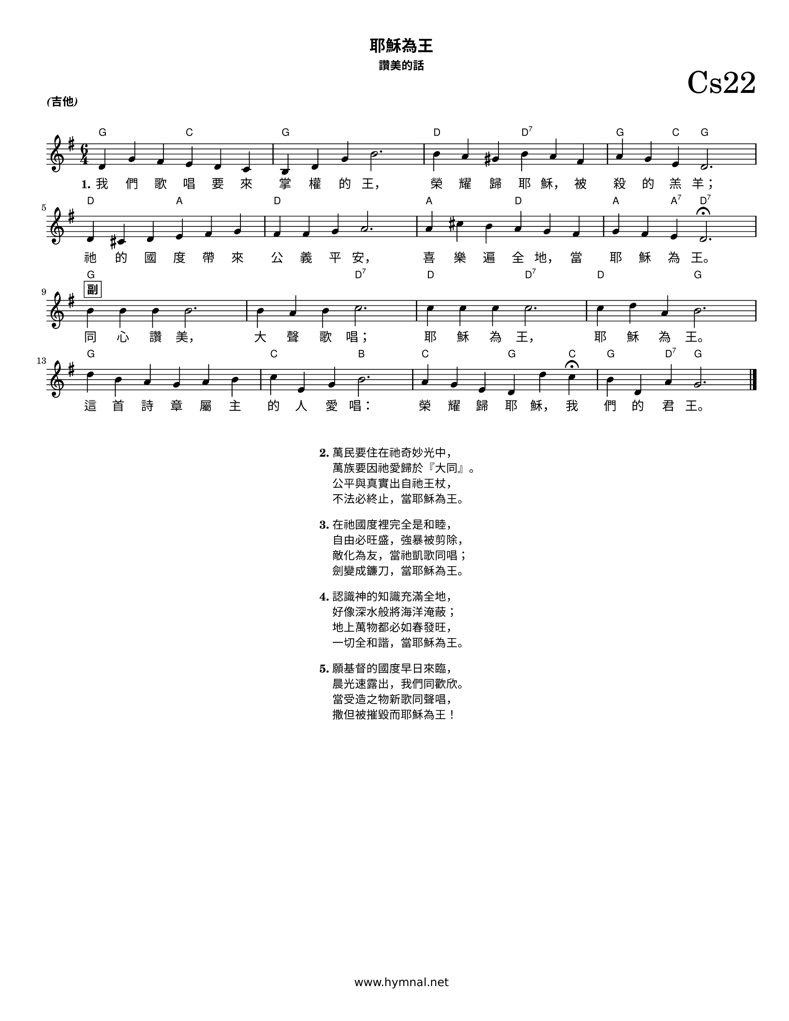 耶穌為王
讚美的話
Cs22
(吉他)
G C G D D7 G C G
6
4
1. 我 們 歌 唱 要 來 掌 權 的 王， 榮 耀 歸 耶 穌， 被 殺 的 羔 羊；
D A D A D A A7 D7
5
祂 的 國 度 帶 來 公 義 平 安， 喜 樂 遍 全 地， 當 耶 穌 為 王。
G D7 D D7 D G
副
9
同 心 讚 美， 大 聲 歌 唱； 耶 穌 為 王， 耶 穌 為 王。
G C B C G C G D7 G
13
這 首 詩 章 屬 主 的 人 愛 唱： 榮 耀 歸 耶 穌， 我 們 的 君 王。
2. 萬民要住在祂奇妙光中，
萬族要因祂愛歸於『大同』。
公平與真實出自祂王杖，
不法必終止，當耶穌為王。
3. 在祂國度裡完全是和睦，
自由必旺盛，強暴被剪除，
敵化為友，當祂凱歌同唱；
劍變成鐮刀，當耶穌為王。
4. 認識神的知識充滿全地，
好像深水般將海洋淹蔽；
地上萬物都必如春發旺，
一切全和諧，當耶穌為王。
5. 願基督的國度早日來臨，
晨光速露出，我們同歡欣。
當受造之物新歌同聲唱，
撒但被摧毀而耶穌為王！
www.hymnal.net